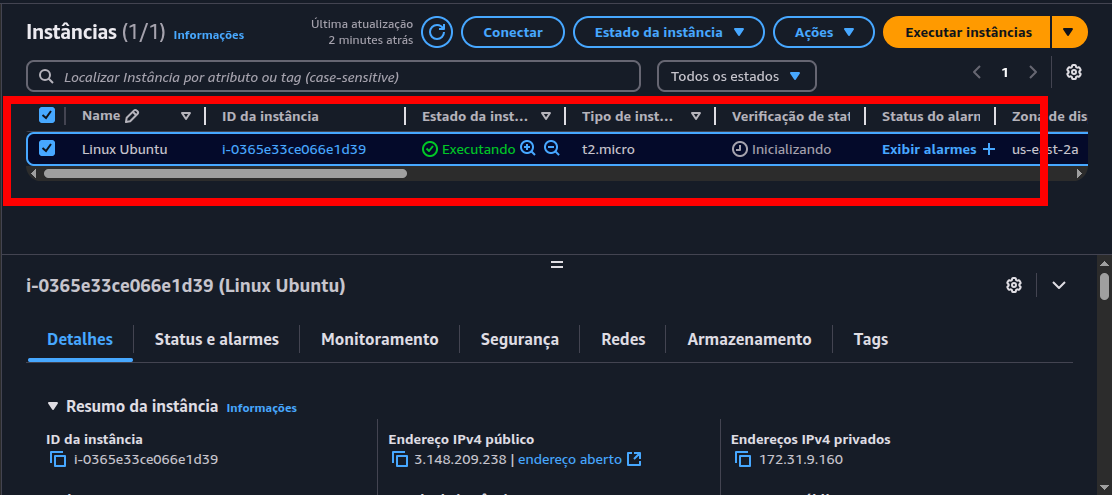 Instâncias (1/1) Informações
Última atualização
2 minutes atrás
Conectar
Estado da instância
Ações
Executar instâncias
Localizar Instância por atributo ou tag (case-sensitive)
Todos os estados
1
Name ID da instância Estado da inst... Tipo de inst... Verificação de stat Status do alarn Zona de dis
Linux Ubuntu i-0365e33ce066e1d39 Executando t2.micro Inicializando Exibir alarmes + us-east-2a
i-0365e33ce066e1d39 (Linux Ubuntu)
Detalhes Status e alarmes Monitoramento Segurança Redes Armazenamento Tags
Resumo da instância Informações
ID da instância Endereço IPv4 público Endereços IPv4 privados
i-0365e33ce066e1d39 3.148.209.238 | endereço aberto 172.31.9.160